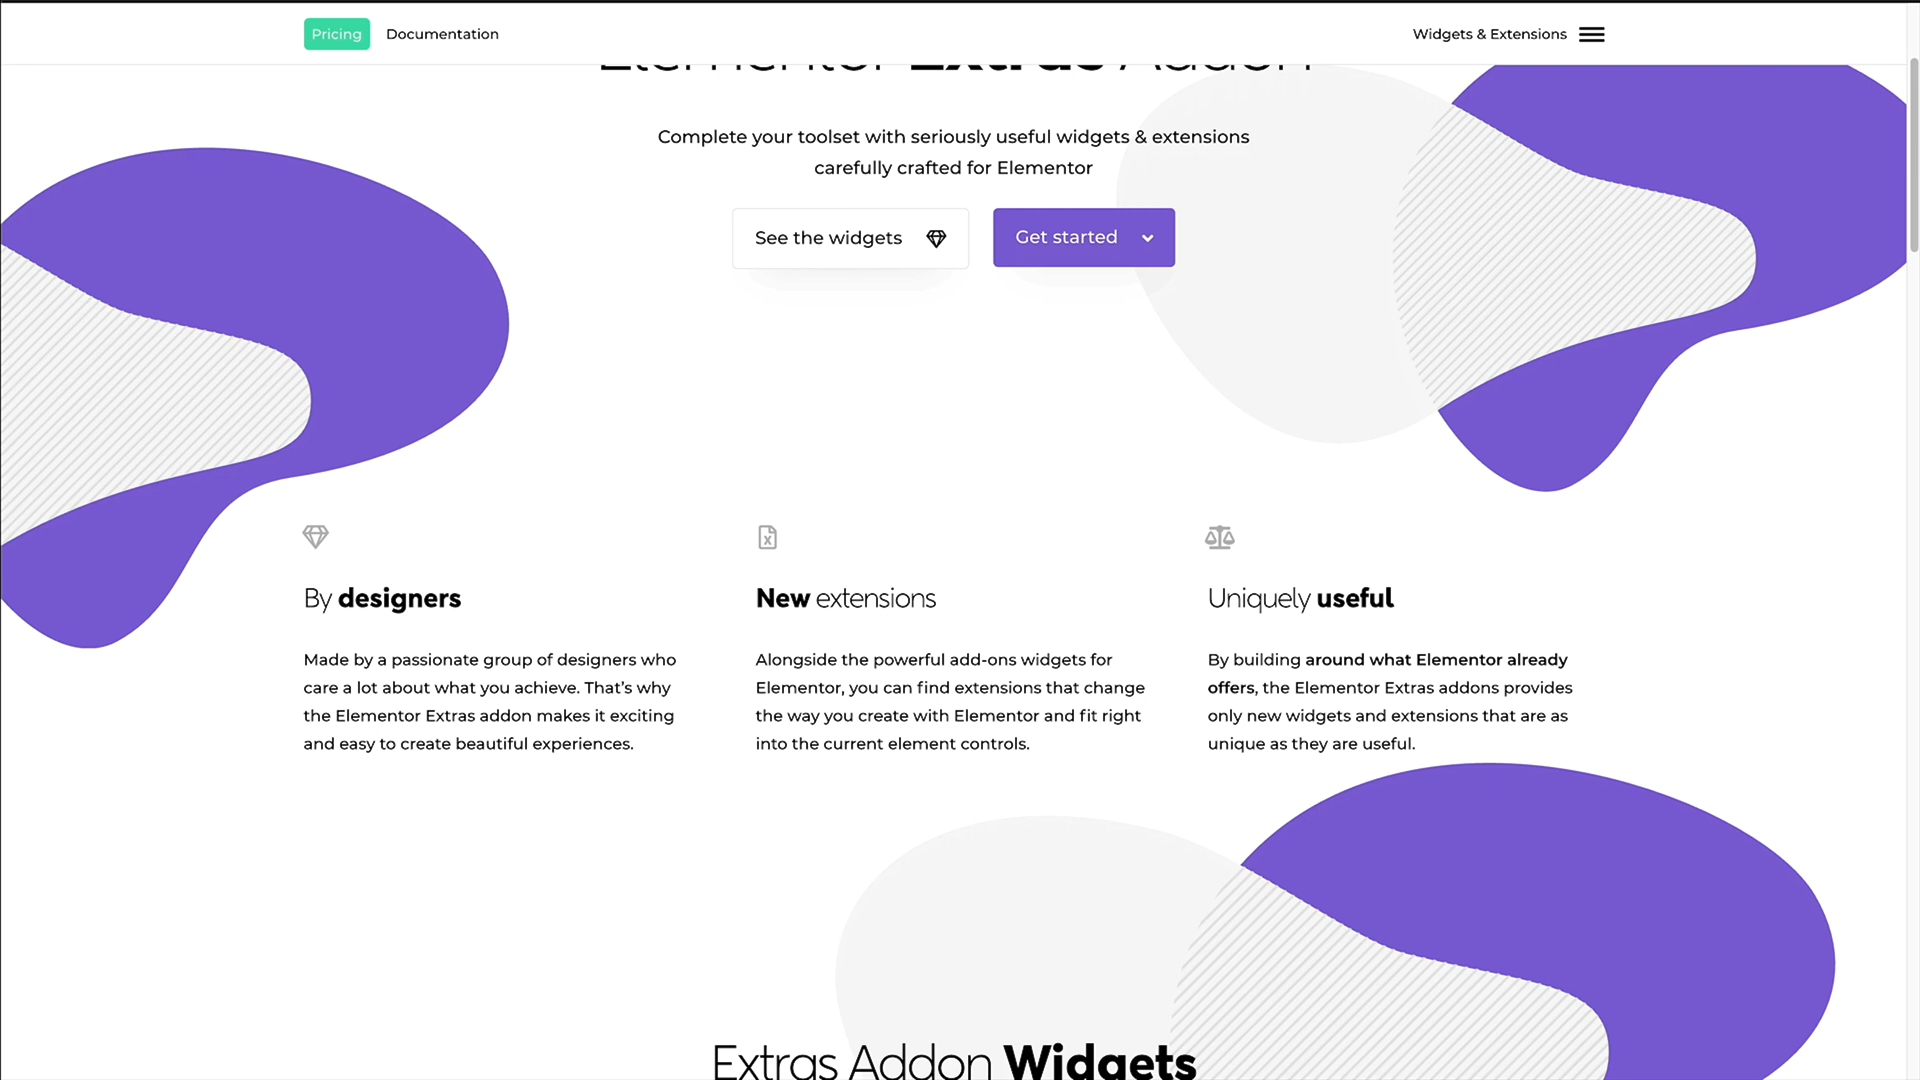 Pricing
Documentation
Widgets & Extensions
Elementor Extras Addon
Complete your toolset with seriously useful widgets & extensions
carefully crafted for Elementor
See the widgets
Get started
By designers
Made by a passionate group of designers who
care a lot about what you achieve. That’s why
the Elementor Extras addon makes it exciting
and easy to create beautiful experiences.
New extensions
Alongside the powerful add-ons widgets for
Elementor, you can find extensions that change
the way you create with Elementor and fit right
into the current element controls.
Uniquely useful
By building around what Elementor already
offers, the Elementor Extras addons provides
only new widgets and extensions that are as
unique as they are useful.
Extras Addon Widgets